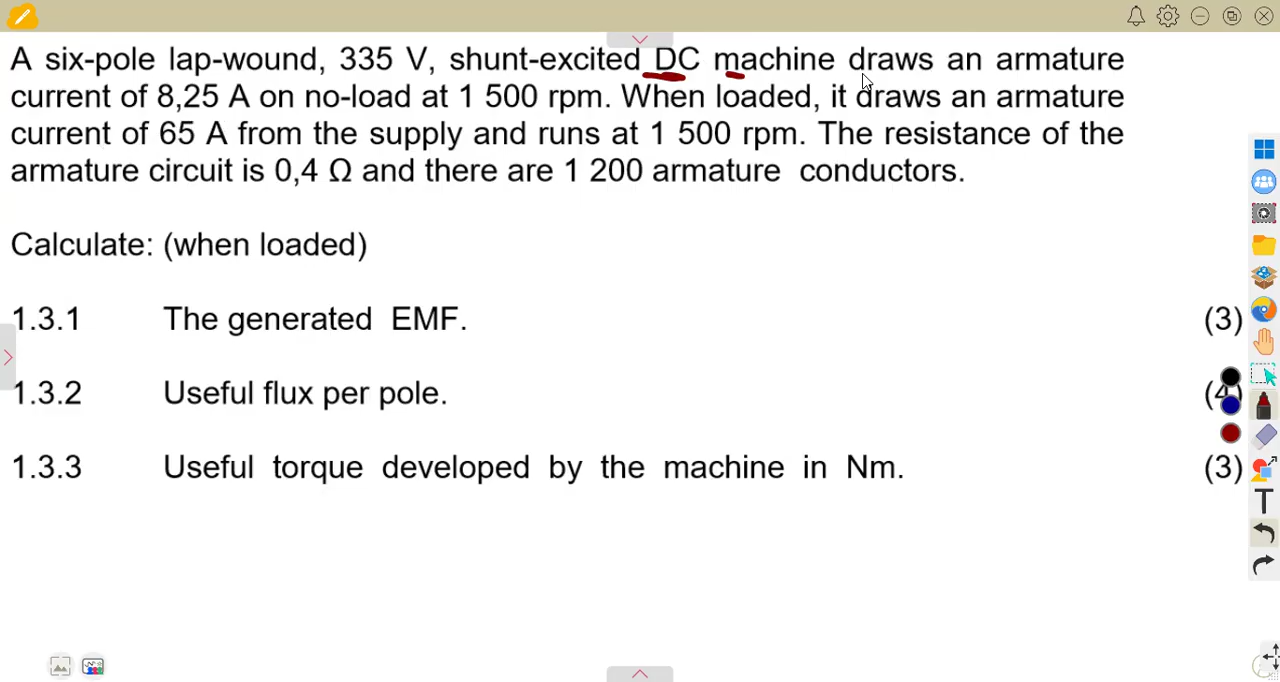 A six-pole lap-wound, 335 V, shunt-excited DC machine draws an armature
current of 8,25 A on no-load at 1 500 rpm. When loaded, it draws an armature
current of 65 A from the supply and runs at 1 500 rpm. The resistance of the
armature circuit is 0,4 Ω and there are 1 200 armature conductors.
Calculate: (when loaded)
1.3.1 The generated EMF. (3)
1.3.2 Useful flux per pole. (4)
1.3.3 Useful torque developed by the machine in Nm. (3)
T